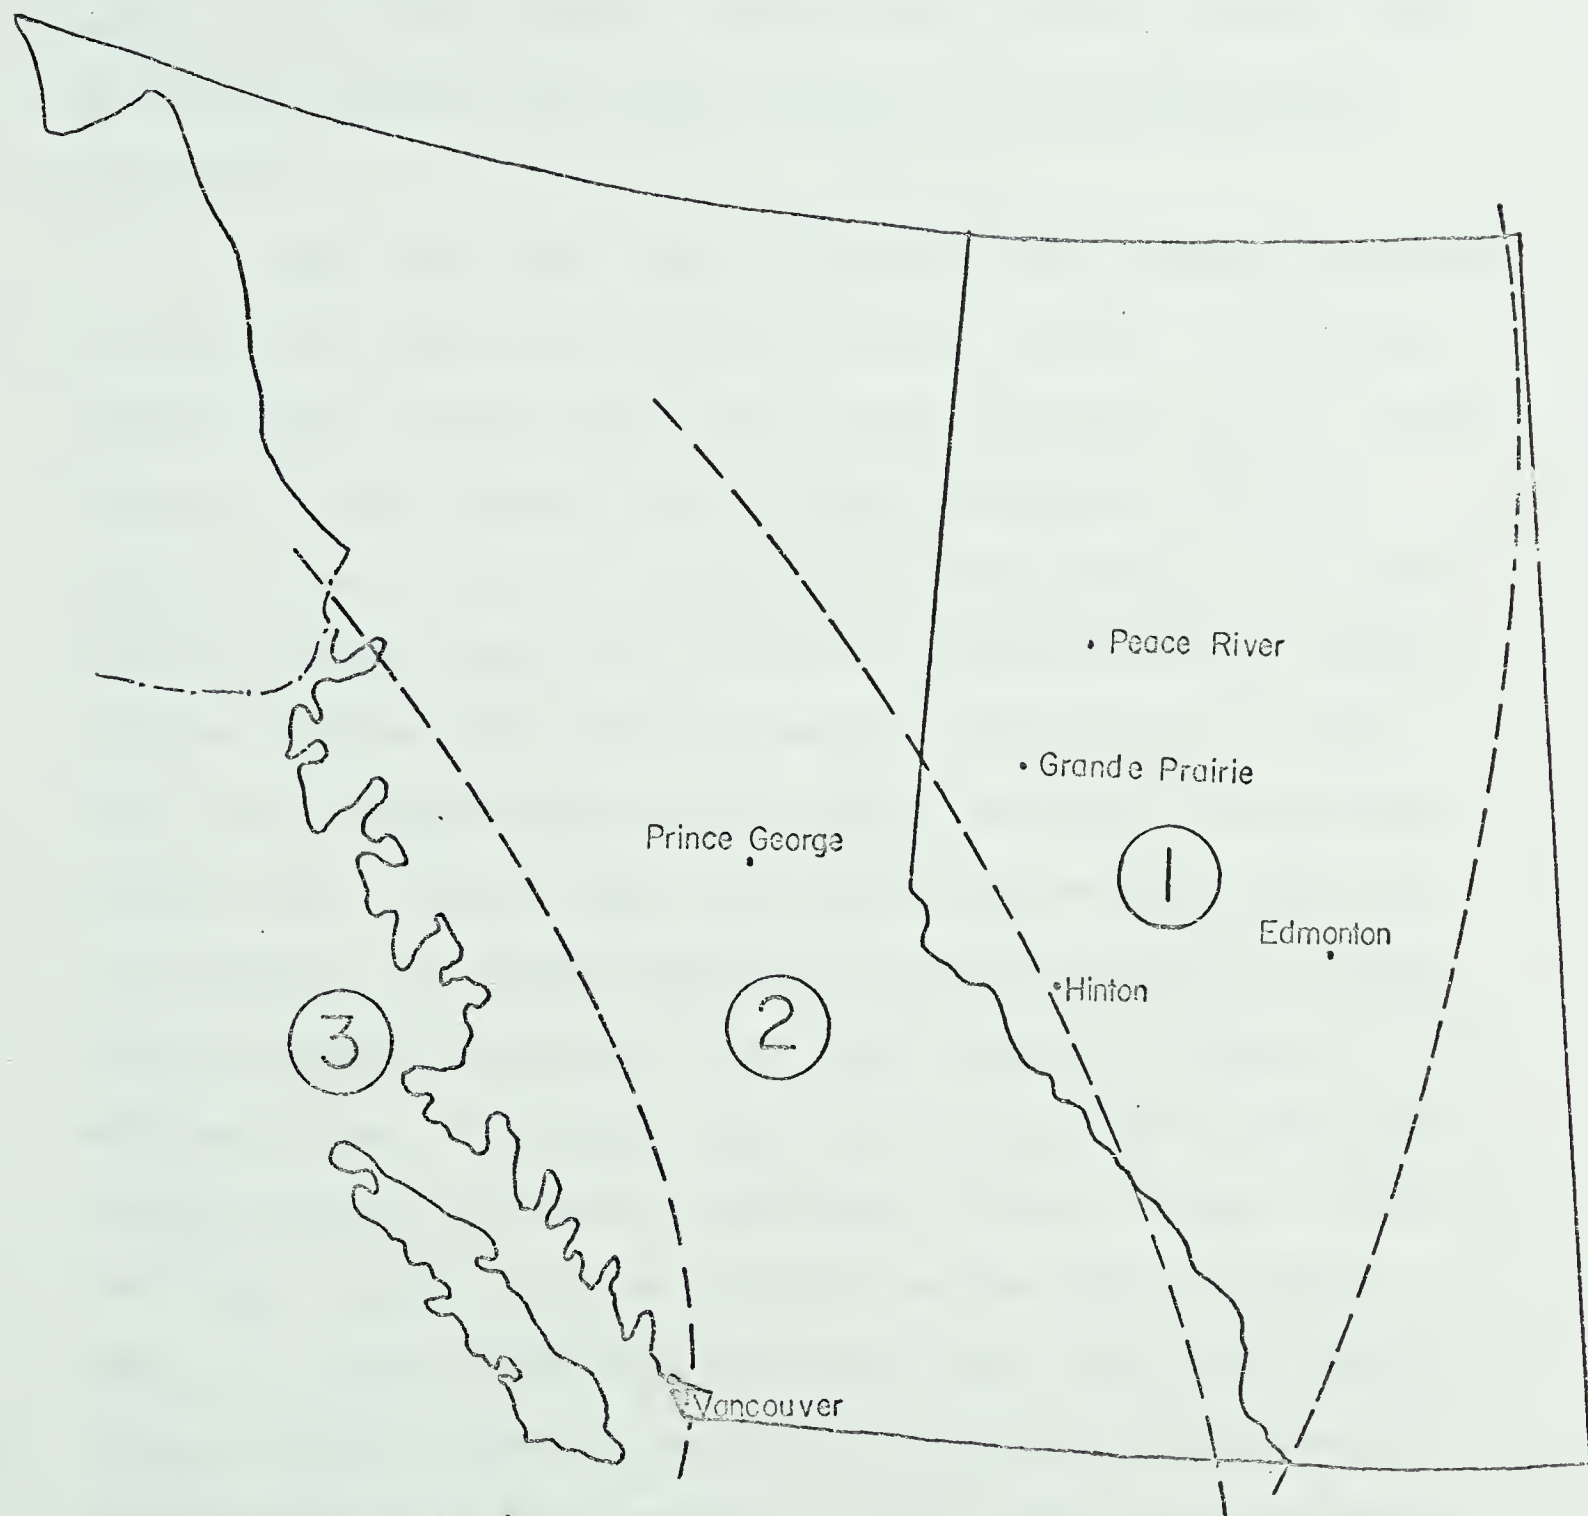 Peace River
Grande Prairie
Prince George
1
Edmonton
Hinton
2
3
Vancouver